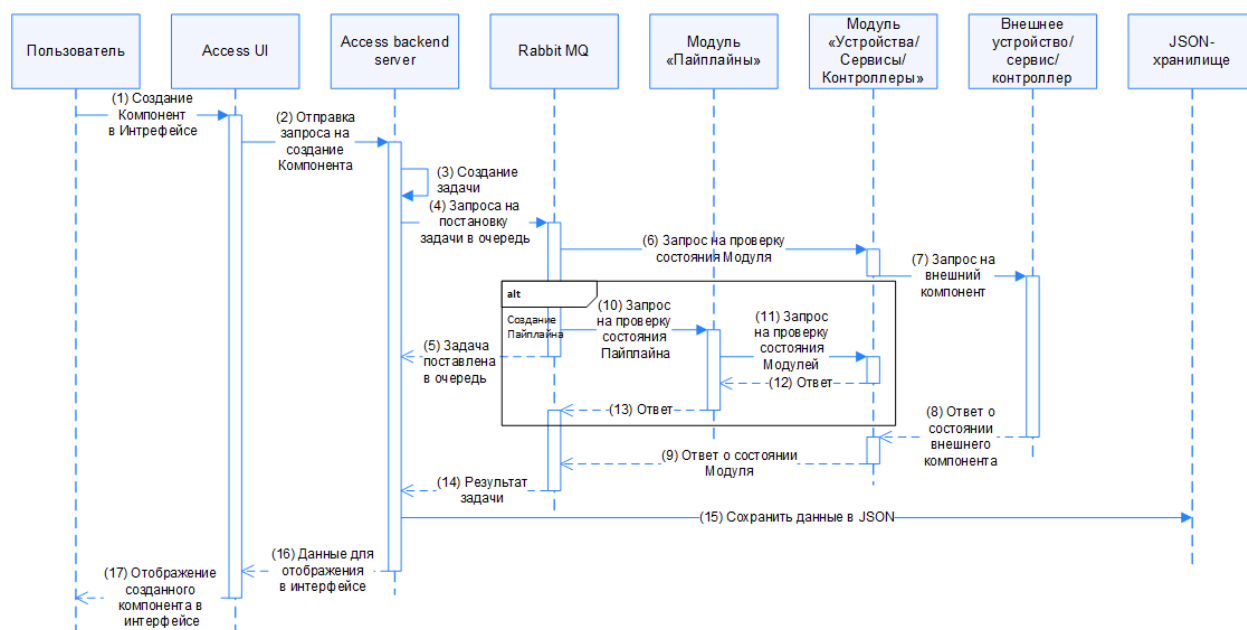 Пользователь
Access UI
Access backend
server
Rabbit MQ
Модуль
«Пайплайны»
Модуль
«Устройства/
Сервисы/
Контроллеры»
Внешнее
устройство/
сервис/
контроллер
JSON-
хранилище
(1) Создание
Компонент
в Интрефейсе
(2) Отправка
запроса на
создание
Компонента
(3) Создание
задачи
(4) Запроса на
постановку
задачи в очередь
(6) Запрос на проверку
состояния Модуля
(7) Запрос на
внешний
компонент
alt
Создание
Пайплайна
(10) Запрос
на проверку
состояния
Пайплайна
(11) Запрос
на проверку
состояния
Модулей
(5) Задача
поставлена
в очередь
(12) Ответ
(13) Ответ
(8) Ответ о
состоянии
внешнего
компонента
(9) Ответ о состоянии
Модуля
(14) Результат
задачи
(15) Сохранить данные в JSON
(16) Данные для
отображения
в интерфейсе
(17) Отображение
созданного
компонента в
интерфейсе